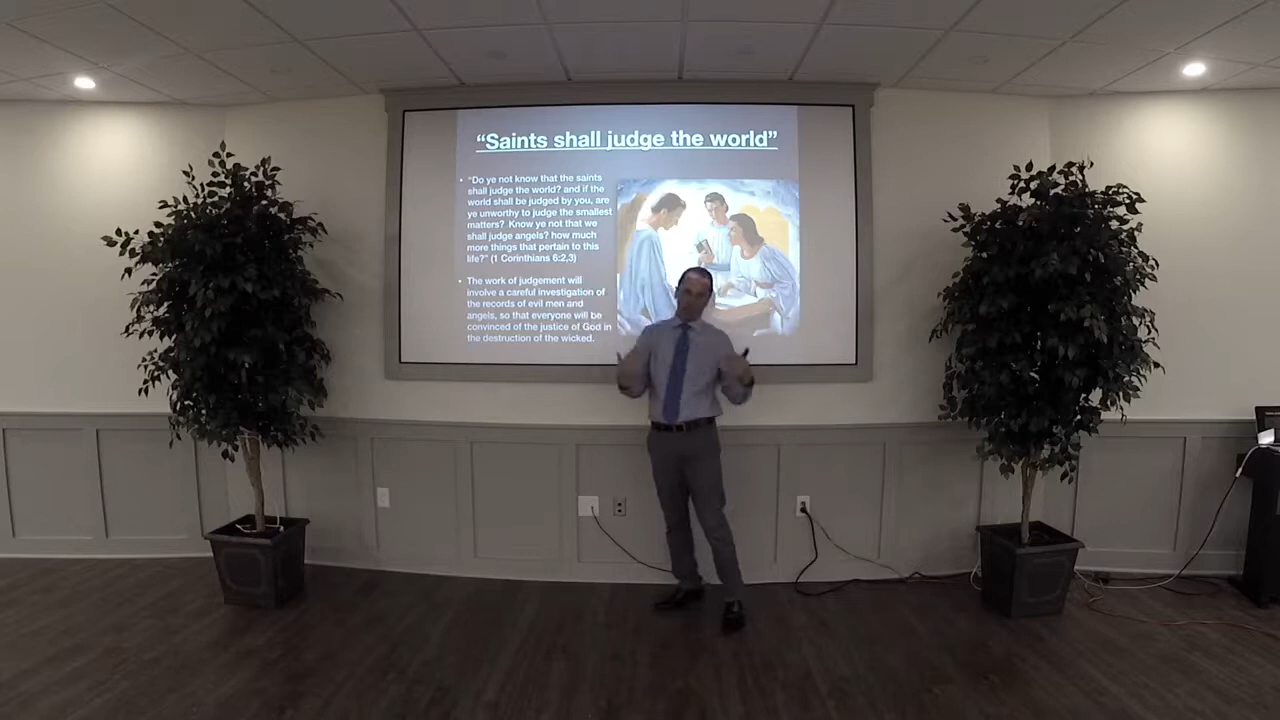 “Saints shall judge the world”
• “Do ye not know that the saints
shall judge the world? and if the
world shall be judged by you, are
ye unworthy to judge the smallest
matters? Know ye not that we
shall judge angels? how much
more things that pertain to this
life?” (1 Corinthians 6:2,3)
• The work of judgement will
involve a careful investigation of
the records of evil men and
angels, so that everyone will be
convinced of the justice of God in
the destruction of the wicked.